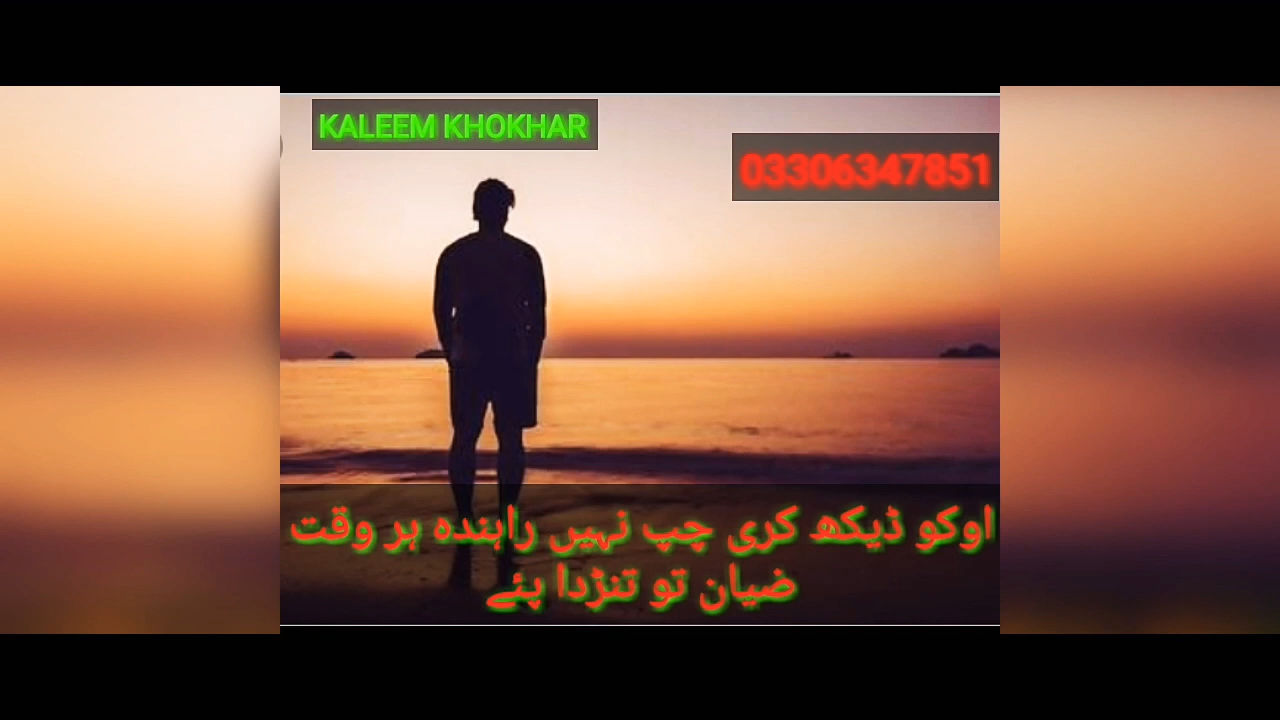 KALEEM KHOKHAR
03306347851
اوکو ڈیکھ کری چپ نہیں راہندہ ہر وقت
ضیان تو تنڑدا پئے